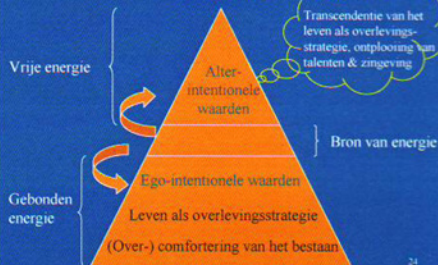 Transcendentie van het
leven als overlevings-
strategie, ontplooiing van
talenten & zingeving
Vrije energie
Alter-
intentionele
waarden
Bron van energie
Ego-intentionele waarden
Gebonden
energie
Leven als overlevingsstrategie
(Over-) comfortering van het bestaan
24